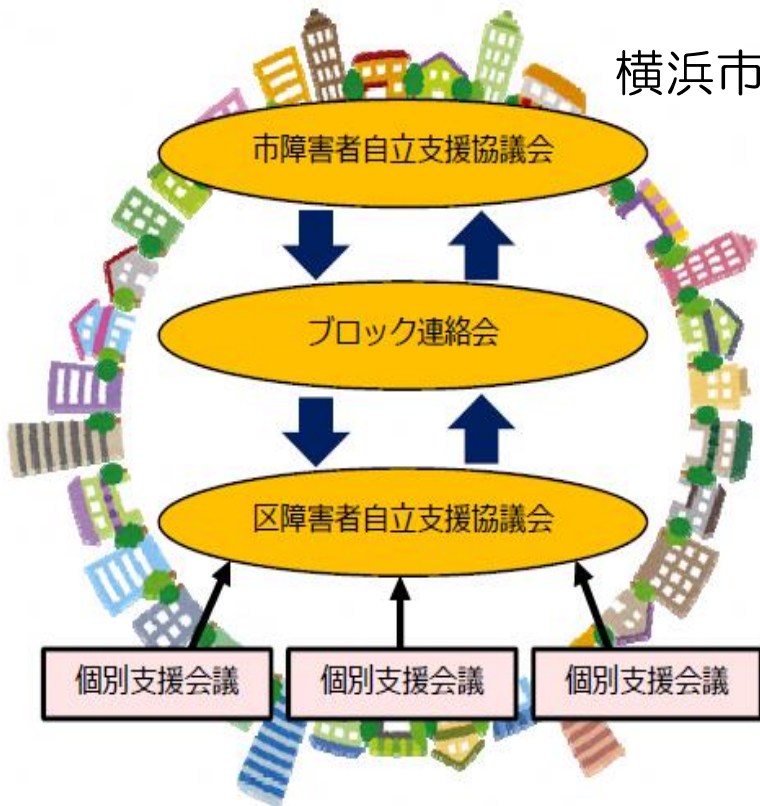 横浜市
市障害者自立支援協議会
ブロック連絡会
区障害者自立支援協議会
個別支援会議
個別支援会議
個別支援会議